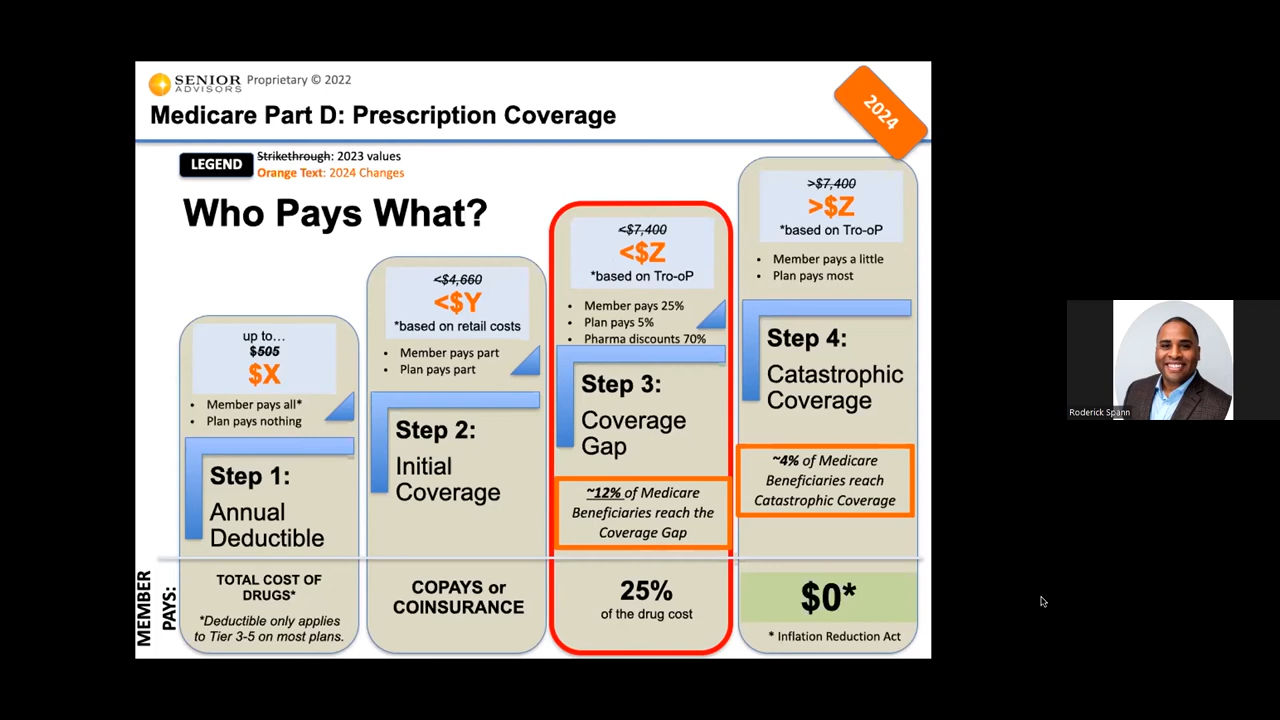 SENIOR
ADVISORS
Proprietary © 2022
Medicare Part D: Prescription Coverage
2024
LEGEND
Strikethrough: 2023 values
Orange Text: 2024 Changes
Who Pays What?
up to…
$505
$X
• Member pays all*
• Plan pays nothing
Step 1:
Annual
Deductible
<$4,660
<$Y
*based on retail costs
• Member pays part
• Plan pays part
Step 2:
Initial
Coverage
<$7,400
<$Z
*based on Tro-oP
• Member pays 25%
• Plan pays 5%
• Pharma discounts 70%
Step 3:
Coverage
Gap
~12% of Medicare
Beneficiaries reach the
Coverage Gap
>$7,400
>$Z
*based on Tro-oP
• Member pays a little
• Plan pays most
Step 4:
Catastrophic
Coverage
~4% of Medicare
Beneficiaries reach
Catastrophic Coverage
MEMBER
PAYS:
TOTAL COST OF
DRUGS*
*Deductible only applies
to Tier 3-5 on most plans.
COPAYS or
COINSURANCE
25%
of the drug cost
$0*
* Inflation Reduction Act
Roderick Spann